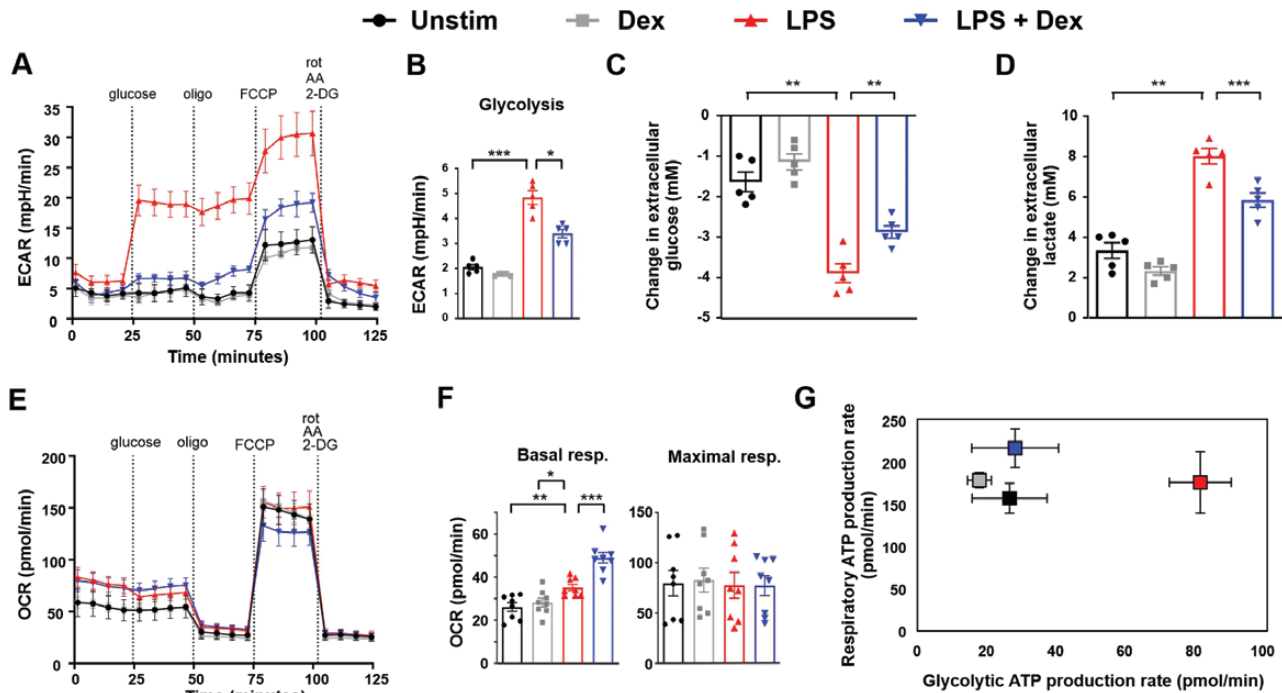 Unstim Dex LPS LPS + Dex
A
glucose oligo FCCP rot
AA
2-DG
35
30
25
20
15
10
5
0
ECAR (mpH/min)
0 25 50 75 100 125
Time (minutes)
B
Glycolysis
*** *
6
5
4
3
2
1
0
ECAR (mpH/min)
C
** **
0
-1
-2
-3
-4
-5
Change in extracellular
glucose (mM)
D
** ***
10
8
6
4
2
0
Change in extracellular
lactate (mM)
E
glucose oligo FCCP rot
AA
2-DG
200
150
100
50
0
OCR (pmol/min)
0 25 50 75 100 125
Time (minutes)
F
Basal resp.
*
** ***
80
60
40
20
0
OCR (pmol/min)
Maximal resp.
200
150
100
50
0
G
250
200
150
100
50
0
Respiratory ATP production rate
(pmol/min)
0 20 40 60 80 100
Glycolytic ATP production rate (pmol/min)